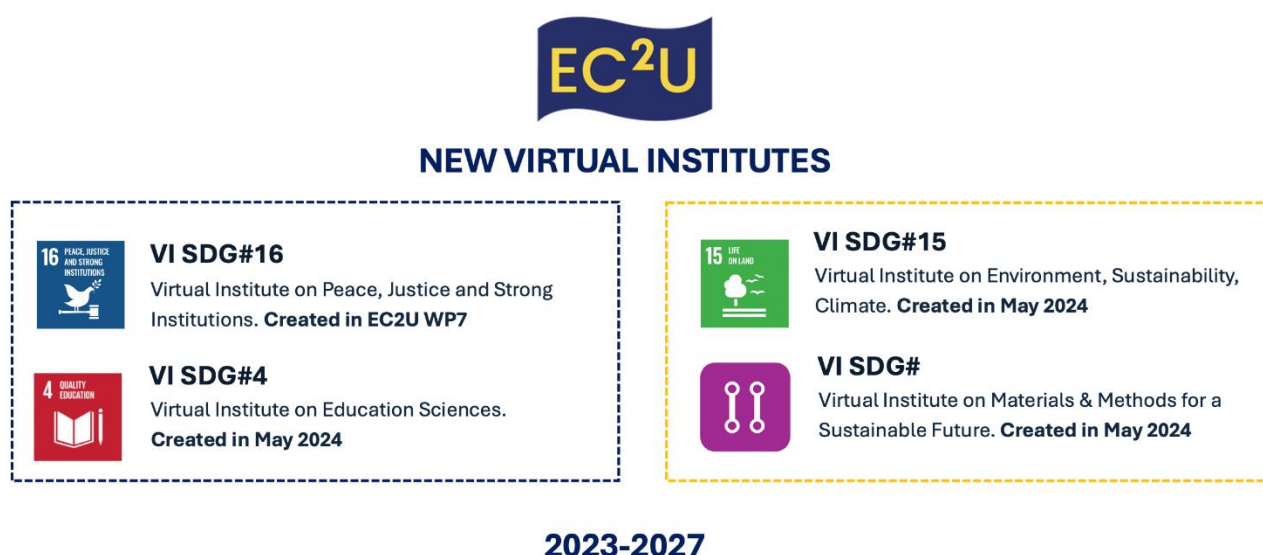 EC²U
NEW VIRTUAL INSTITUTES
16 PEACE, JUSTICE
AND STRONG
INSTITUTIONS
VI SDG#16
Virtual Institute on Peace, Justice and Strong
Institutions. Created in EC2U WP7
4 QUALITY
EDUCATION
VI SDG#4
Virtual Institute on Education Sciences.
Created in May 2024
15 LIFE
ON LAND
VI SDG#15
Virtual Institute on Environment, Sustainability,
Climate. Created in May 2024
VI SDG#
Virtual Institute on Materials & Methods for a
Sustainable Future. Created in May 2024
2023-2027